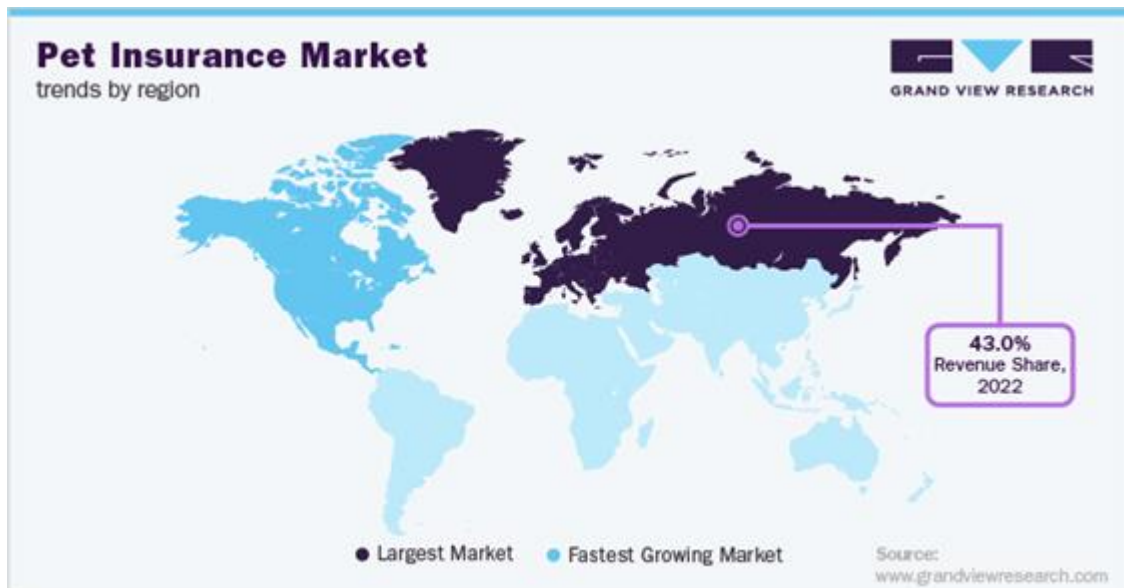 Pet Insurance Market
trends by region
GRAND VIEW RESEARCH
43.0%
Revenue Share,
2022
Largest Market
Fastest Growing Market
Source:
www.grandviewresearch.com